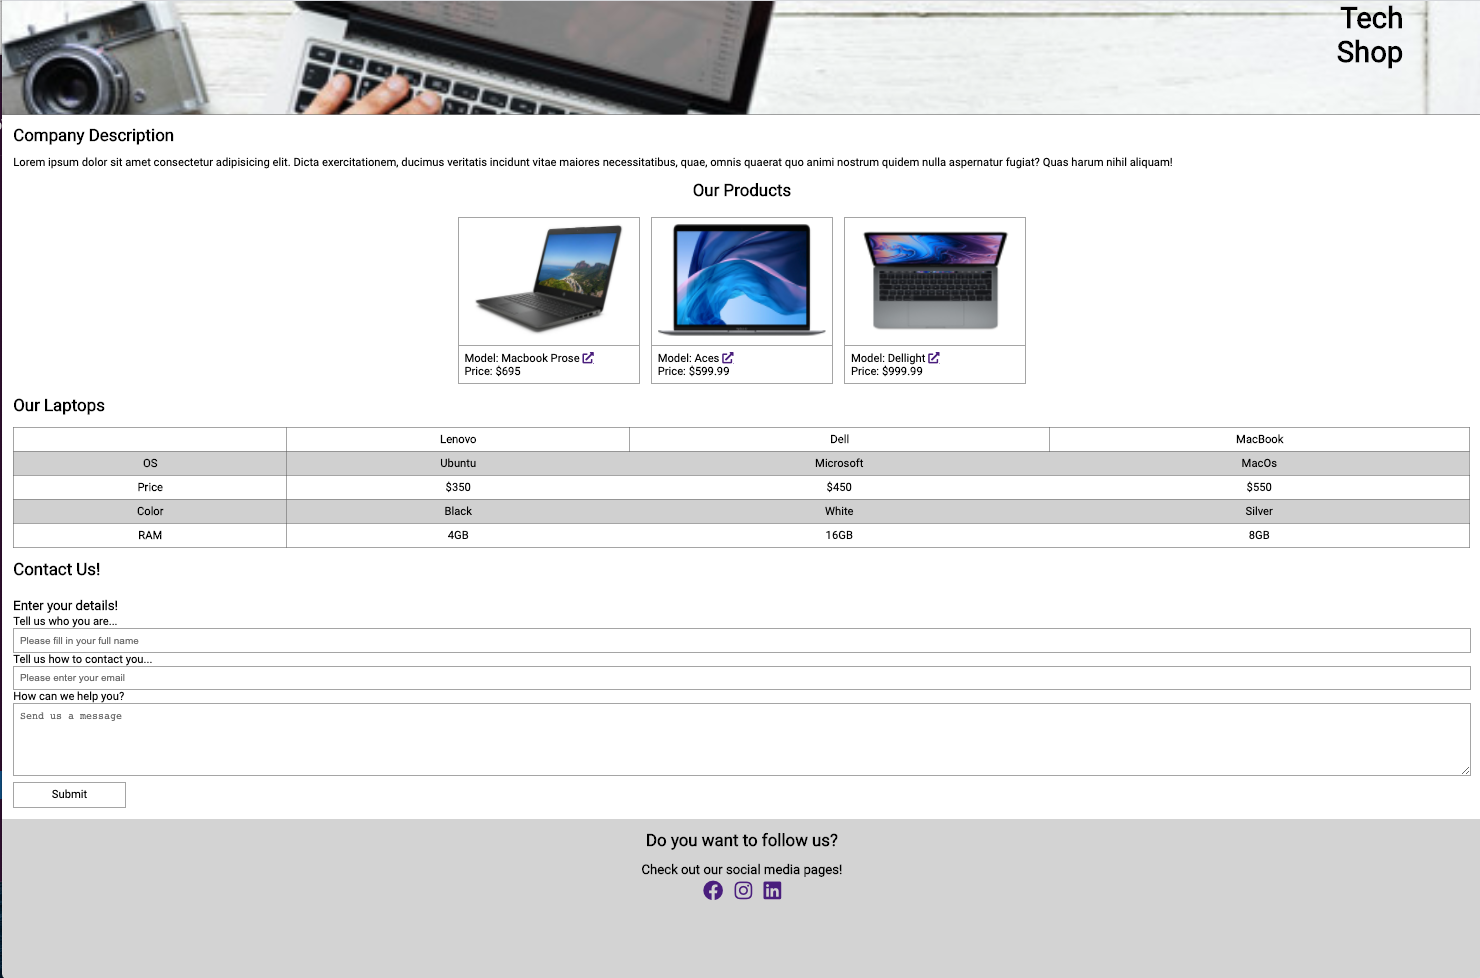 Tech
Shop
Company Description
Lorem ipsum dolor sit amet consectetur adipisicing elit. Dicta exercitationem, ducimus veritatis incidunt vitae maiores necessitatibus, quae, omnis quaerat quo animi nostrum quidem nulla aspernatur fugiat? Quas harum nihil aliquam!
Our Products
Model: Macbook Prose
Price: $695
Model: Aces
Price: $599.99
Model: Dellight
Price: $999.99
Our Laptops
Lenovo Dell MacBook
OS Ubuntu Microsoft MacOs
Price $350 $450 $550
Color Black White Silver
RAM 4GB 16GB 8GB
Contact Us!
Enter your details!
Tell us who you are...
Please fill in your full name
Tell us how to contact you...
Please enter your email
How can we help you?
Send us a message
Submit
Do you want to follow us?
Check out our social media pages!